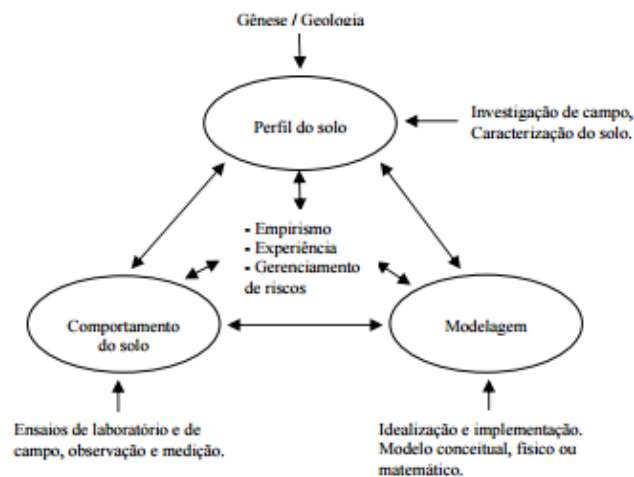 Gênese / Geologia
Perfil do solo
Investigação de campo,
Caracterização do solo.
- Empirismo
- Experiência
- Gerenciamento
de riscos
Comportamento
do solo
Modelagem
Ensaios de laboratório e de
campo, observação e medição.
Idealização e implementação.
Modelo conceitual, físico ou
matemático.